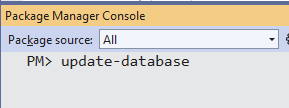 Package Manager Console
Package source: All
PM> update-database